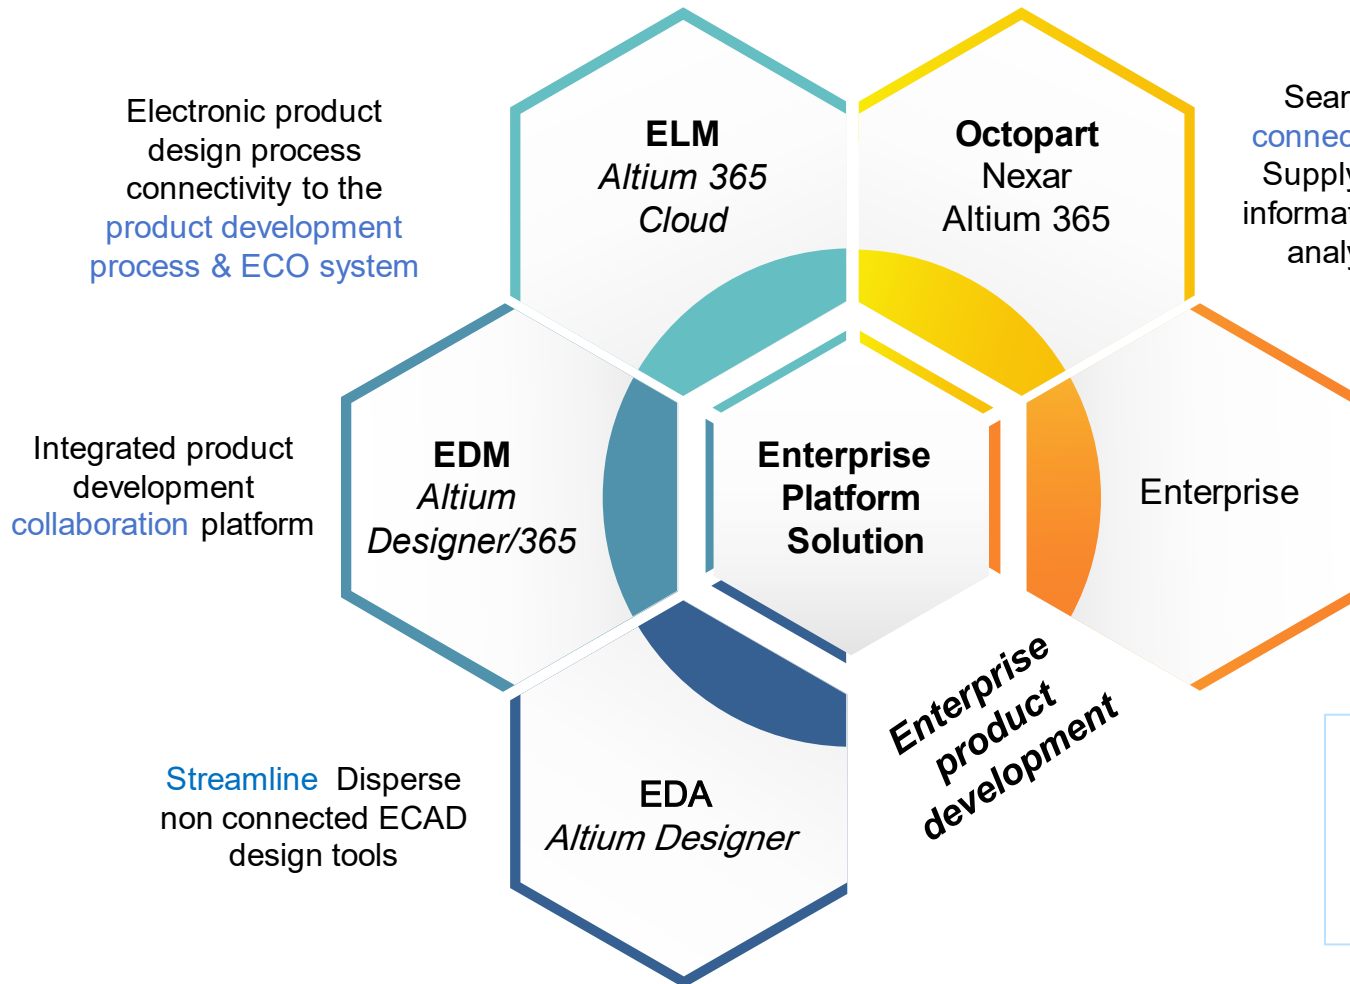 Electronic product
design process
connectivity to the
product development
process & ECO system
ELM
Altium 365
Cloud
Octopart
Nexar
Altium 365
Supply
Integrated product
development
collaboration platform
EDM
Altium
Designer/365
Enterprise
Platform
Solution
Enterprise
Enterprise
product
development
Streamline Disperse
non connected ECAD
design tools
EDA
Altium Designer